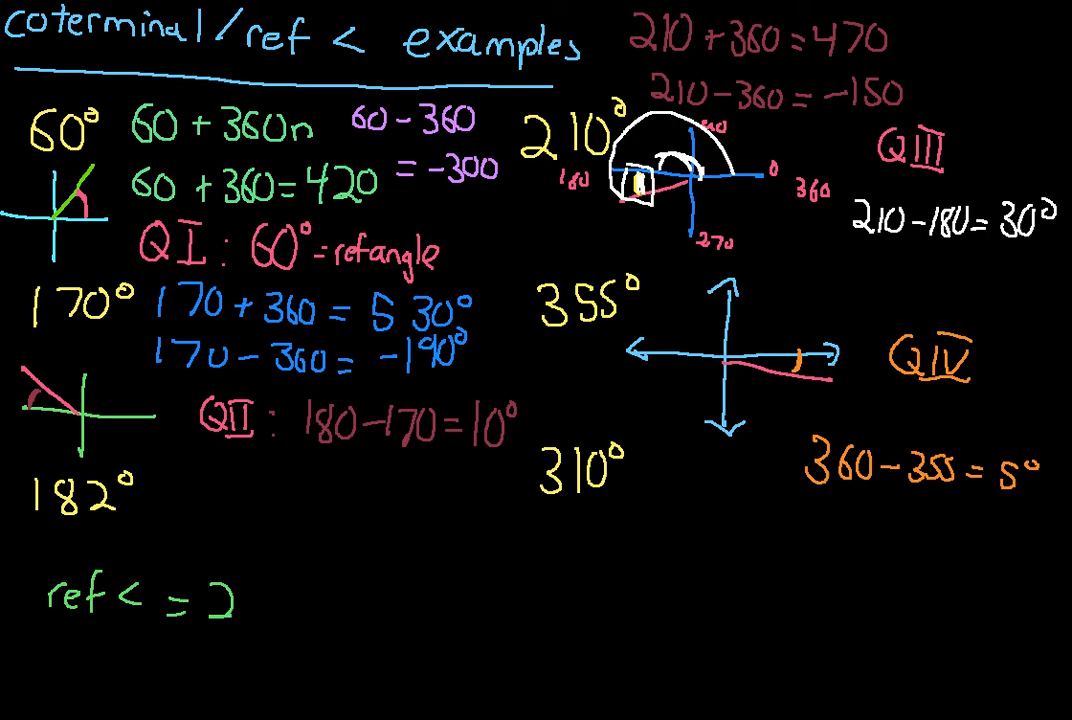 coterminal/ref < examples
60° 60 + 360n 60 - 360
= -300
60 + 360 = 420
QI : 60° = refangle
170° 170 + 360 = 530°
170 - 360 = -190°
QII : 180 - 170 = 10°
182°
ref < = 2
210 + 360 = 470
210 - 360 = -150
210°
QIII
180 0
360
270
210 - 180 = 30°
355°
QIV
360 - 355 = 5°
310°